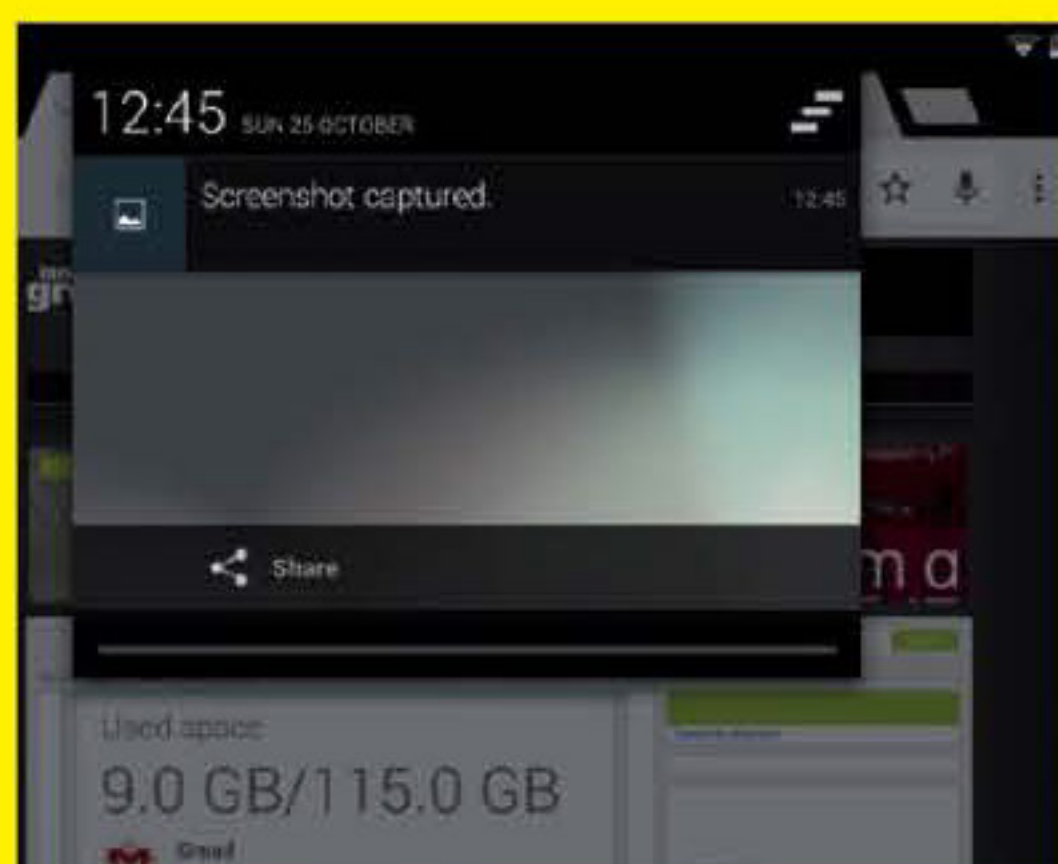 12:45 SUN 25 OCTOBER
Screenshot captured.
12:45
gr
Share
m a
Used space
9.0 GB/115.0 GB
Gmail